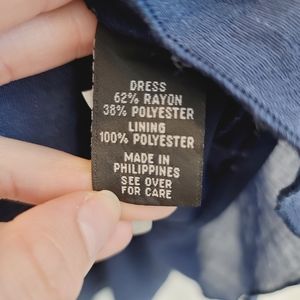 DRESS
62% RAYON
38% POLYESTER
LINING
100% POLYESTER
MADE IN
PHILIPPINES
SEE OVER
FOR CARE